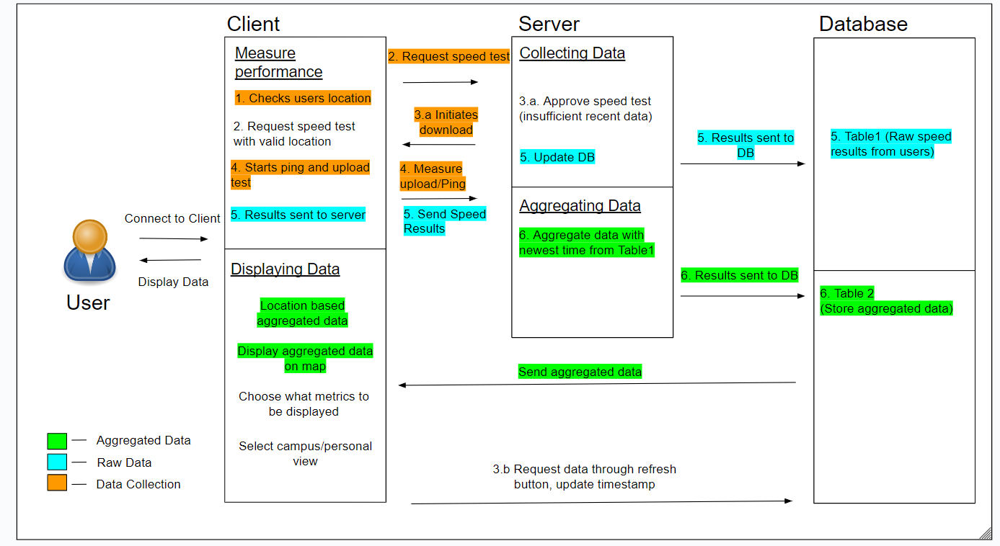 Client
Server
Database
Measure
performance
1. Checks users location
2. Request speed test
with valid location
4. Starts ping and upload
test
5. Results sent to server
2. Request speed test
3.a Initiates
download
4. Measure
upload/Ping
5. Send Speed
Results
Collecting Data
3.a. Approve speed test
(insufficient recent data)
5. Update DB
5. Results sent to
DB
5. Table1 (Raw speed
results from users)
Aggregating Data
6. Aggregate data with
newest time from Table1
6. Results sent to DB
6. Table 2
(Store aggregated data)
Connect to Client
Display Data
User
Displaying Data
Location based
aggregated data
Display aggregated data
on map
Choose what metrics to
be displayed
Select campus/personal
view
Send aggregated data
3.b Request data through refresh
button, update timestamp
Aggregated Data
Raw Data
Data Collection